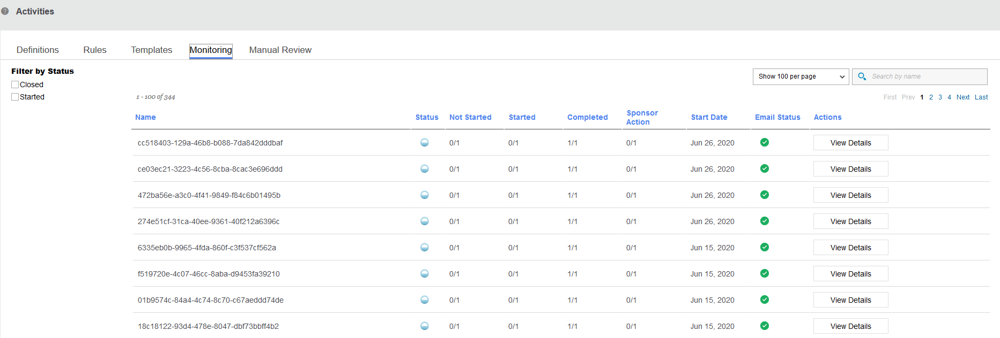 ? Activities
Definitions Rules Templates Monitoring Manual Review
Filter by Status
Closed
Started
Show 100 per page Search by name
1 - 100 of 344 First Prev 1 2 3 4 Next Last
Name Status Not Started Started Completed Sponsor Action Start Date Email Status Actions
cc518403-129a-46b8-b088-7da842dddbaf 0/1 0/1 1/1 0/1 Jun 26, 2020 View Details
ce03ec21-3223-4c56-8cba-8cac3e696ddd 0/1 0/1 1/1 0/1 Jun 26, 2020 View Details
472ba56e-a3c0-4f41-9849-f84c6b01495b 0/1 0/1 1/1 0/1 Jun 26, 2020 View Details
274e51cf-31ca-40ee-9361-40f212a6396c 0/1 0/1 1/1 0/1 Jun 26, 2020 View Details
6335eb0b-9965-4fda-860f-c3f537cf562a 0/1 0/1 1/1 0/1 Jun 15, 2020 View Details
f519720e-4c07-46cc-8aba-d9453fa39210 0/1 0/1 1/1 0/1 Jun 15, 2020 View Details
01b9574c-84a4-4c74-8c70-c67aeddd74de 0/1 0/1 1/1 0/1 Jun 15, 2020 View Details
18c18122-93d4-478e-8047-dbf73bbff4b2 0/1 0/1 1/1 0/1 Jun 15, 2020 View Details